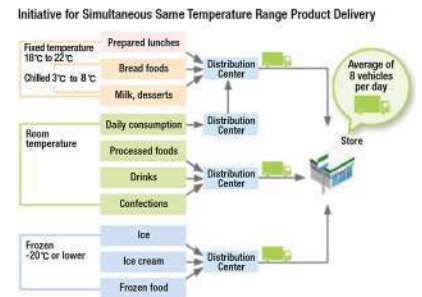 Initiative for Simultaneous Same Temperature Range Product Delivery
Fixed temperature
18℃ to 22℃
Chilled 3℃ to 8℃
Prepared lunches
Bread foods
Milk, desserts
Distribution
Center
Average of
8 vehicles
per day
Room
temperature
Daily consumption
Processed foods
Drinks
Confections
Distribution
Center
Distribution
Center
Store
Frozen
-20℃ or lower
Ice
Ice cream
Frozen food
Distribution
Center